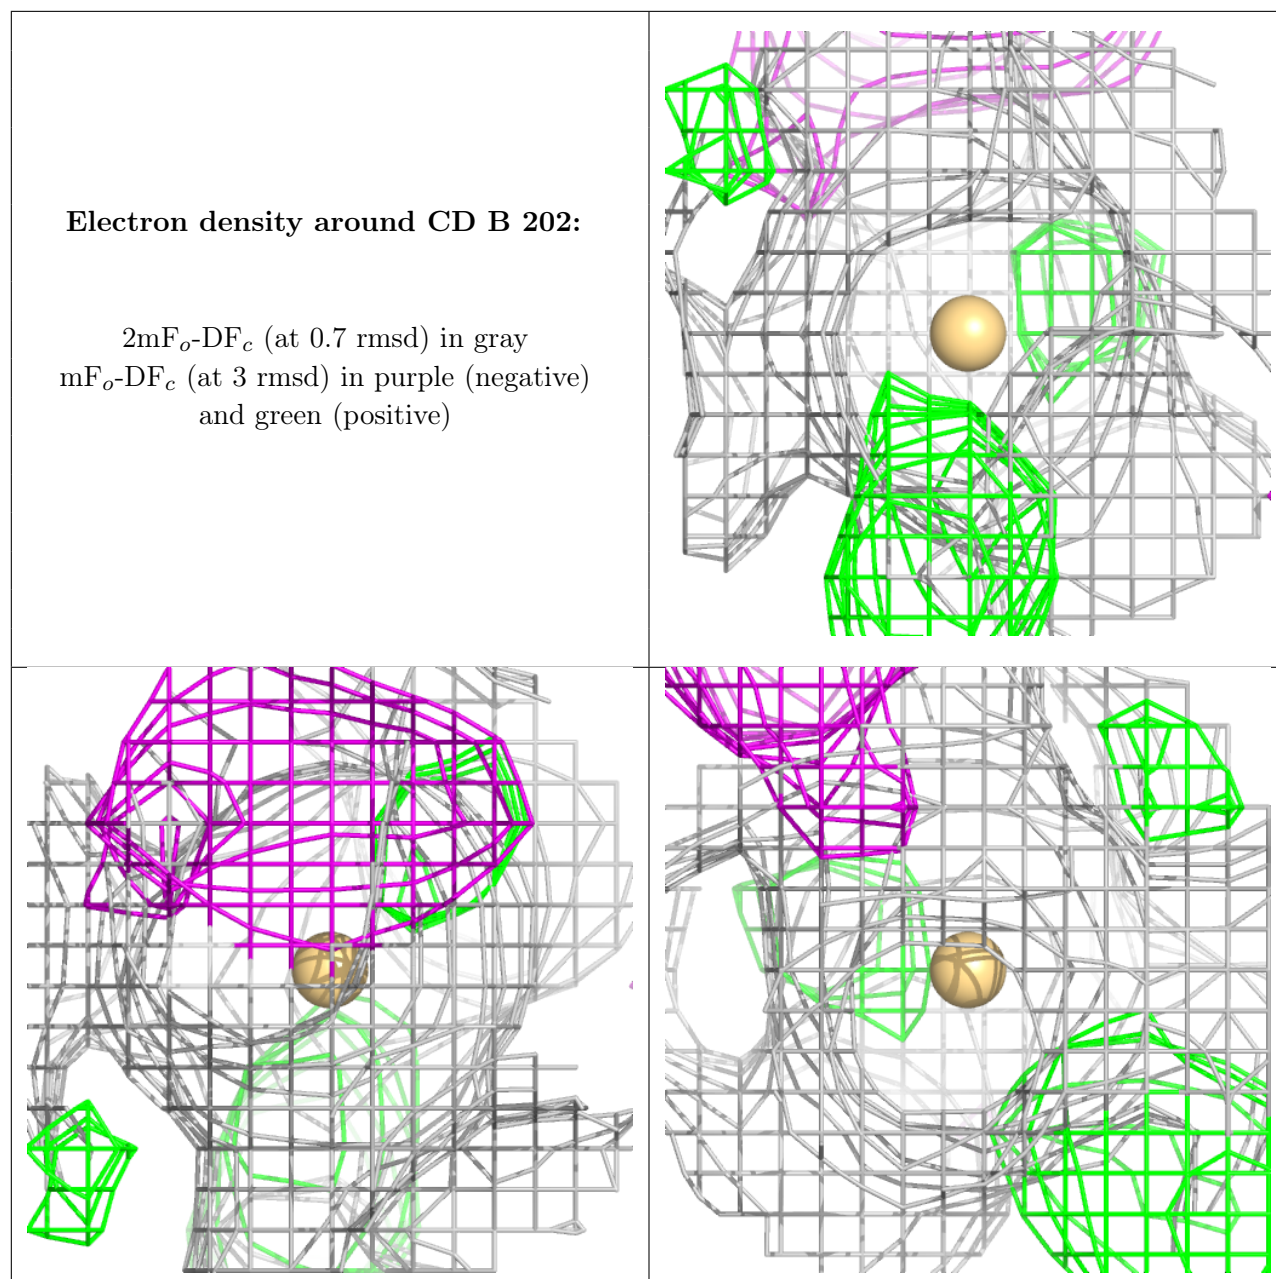 Electron density around CD B 202:
2mFₒ-DF𝒸 (at 0.7 rmsd) in gray
mFₒ-DF𝒸 (at 3 rmsd) in purple (negative)
and green (positive)